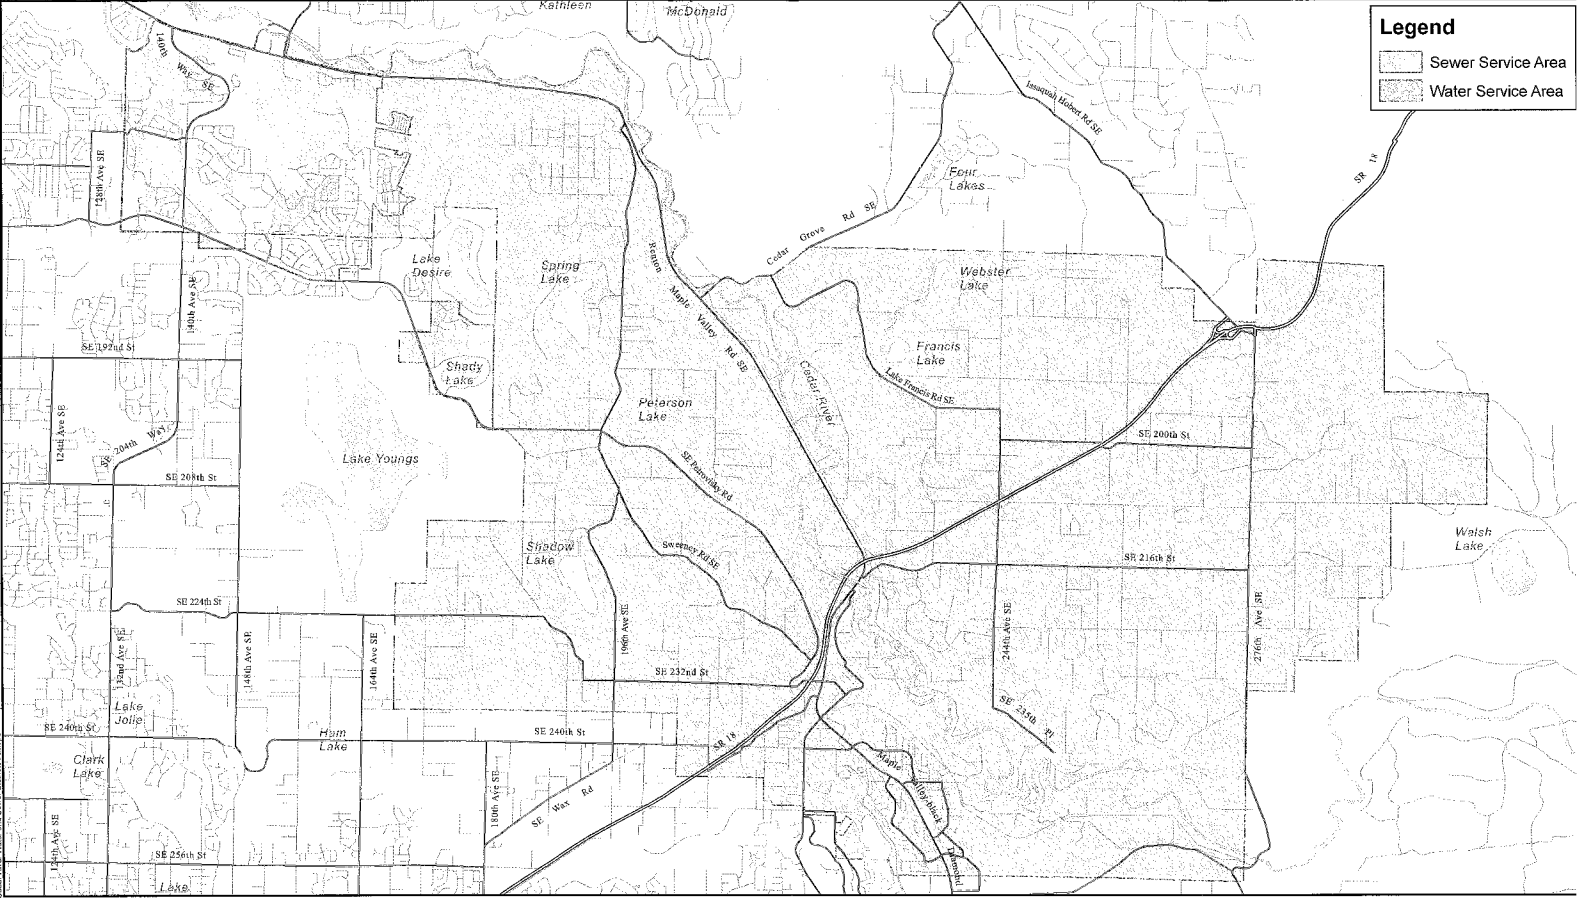 Kathleen
McDonald
Legend
Sewer Service Area
Water Service Area
140th Way SE
Issaquah Hobert Rd SE
128th Ave SE
SR 18
Four
Lakes
Cedar Grove Rd SE
Lake
Desire
Spring
Lake
Renton Maple Valley Rd SE
Webster
Lake
140th Ave SE
SE 192nd St
Shady
Lake
Francis
Lake
Lake Francis Rd SE
Cedar River
Peterson
Lake
124th Ave SE
SE 204th Way
Lake Youngs
SE 200th St
SE 208th St
SE Petrovitsky Rd
Shadow
Lake
Sweeney Rd SE
Walsh
Lake
SE 216th St
SE 224th St
132nd Ave SE
148th Ave SE
164th Ave SE
196th Ave SE
244th Ave SE
276th Ave SE
SE 232nd St
Lake
Jolie
SE 240th St
Ham
Lake
SE 240th St
SR 18
SE 235th Pl
Clark
Lake
Maple Valley-black Diamond
180th Ave SE
SE Wax Rd
124th Ave SE
SE 256th St
Lake